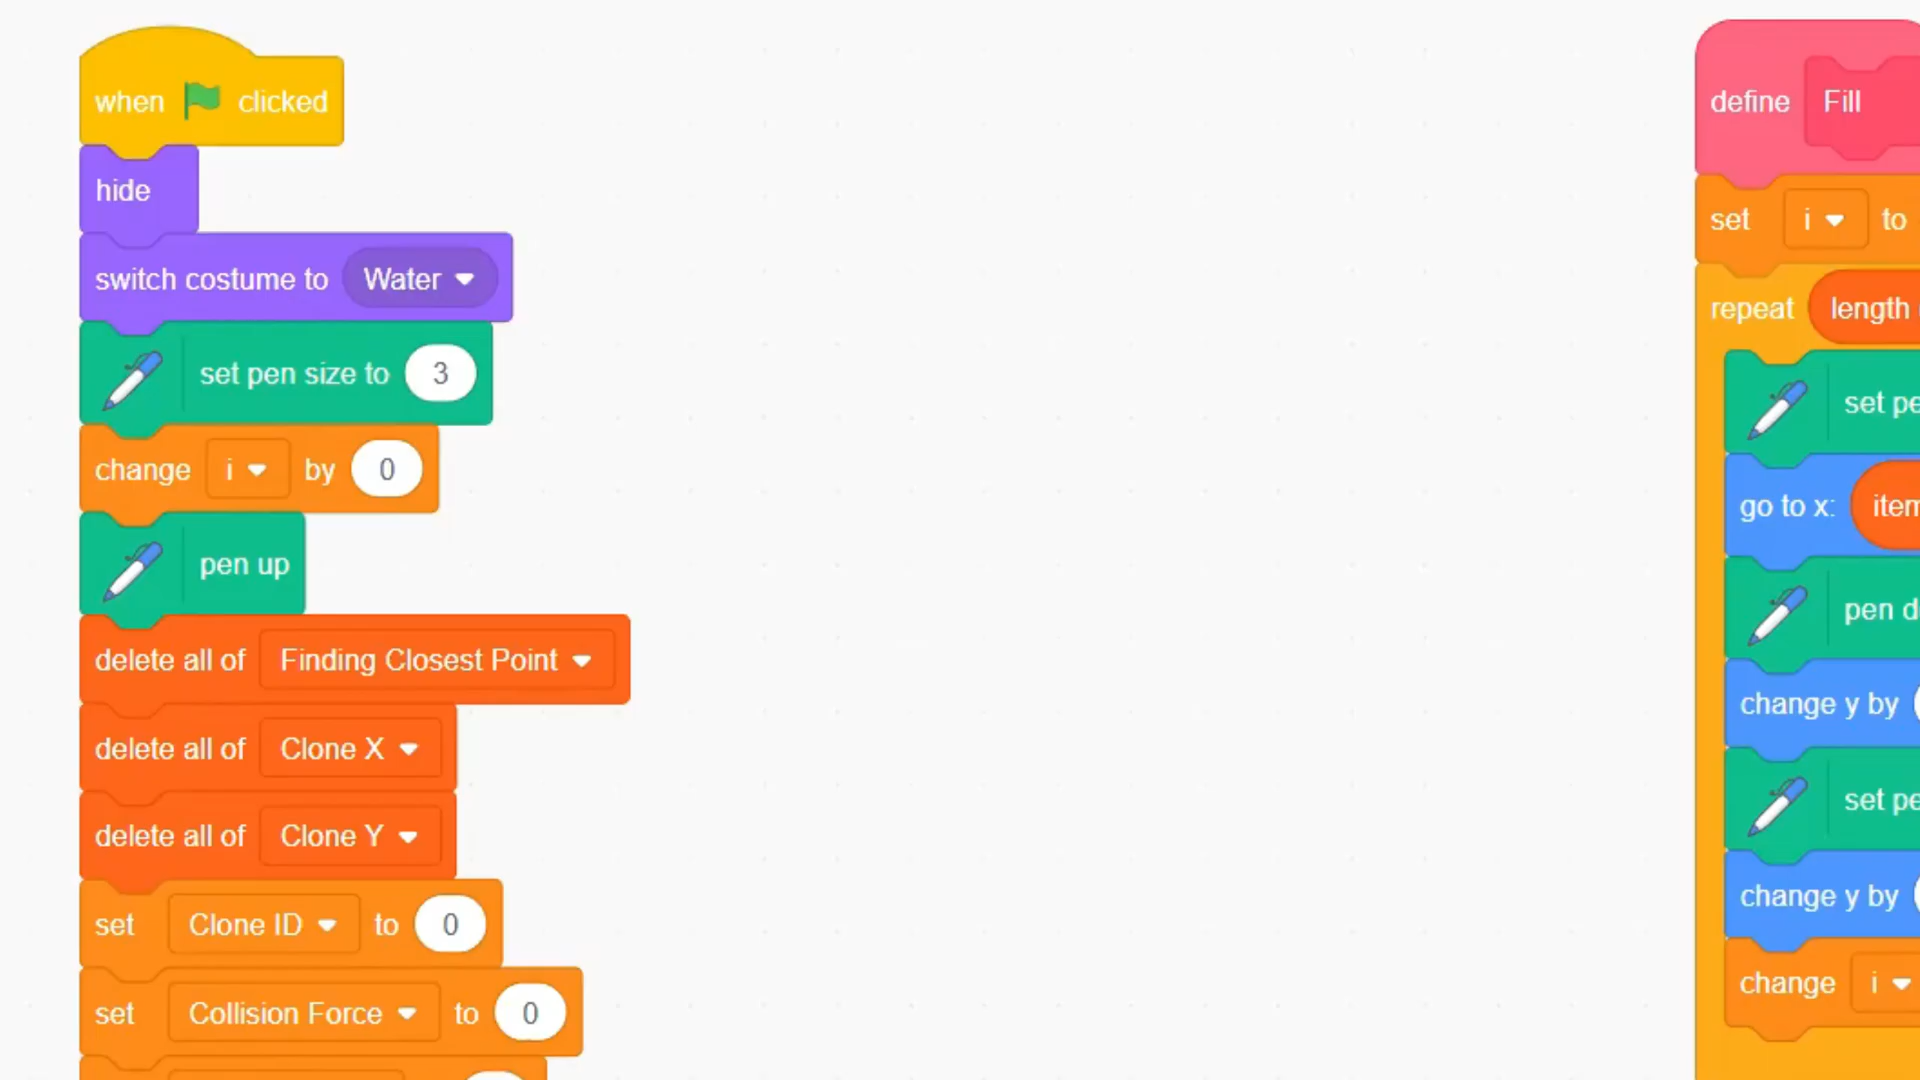 when clicked
hide
switch costume to Water
set pen size to 3
change i by 0
pen up
delete all of Finding Closest Point
delete all of Clone X
delete all of Clone Y
set Clone ID to 0
set Collision Force to 0
define Fill
set i to
repeat length
set pe
go to x: item
pen d
change y by
set pe
change y by
change i